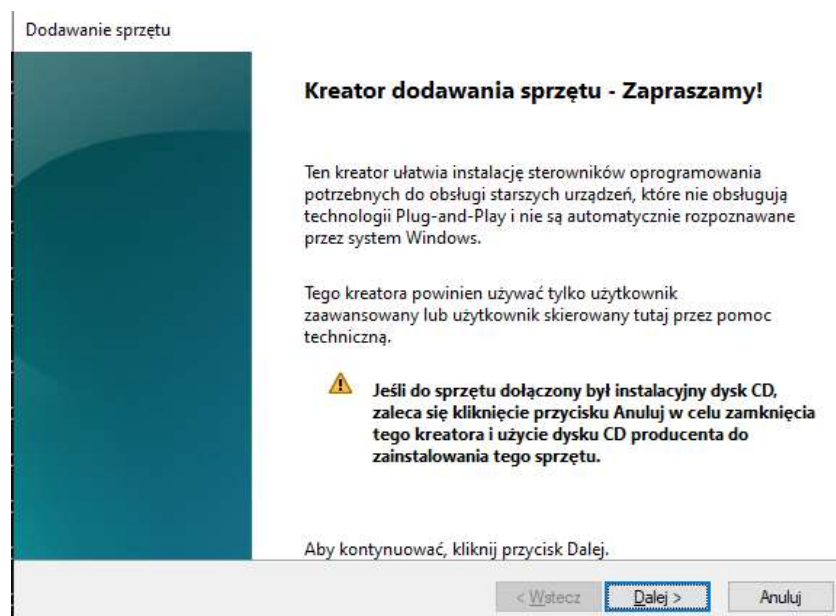 Dodawanie sprzętu
Kreator dodawania sprzętu - Zapraszamy!
Ten kreator ułatwia instalację sterowników oprogramowania
potrzebnych do obsługi starszych urządzeń, które nie obsługują
technologii Plug-and-Play i nie są automatycznie rozpoznawane
przez system Windows.
Tego kreatora powinien używać tylko użytkownik
zaawansowany lub użytkownik skierowany tutaj przez pomoc
techniczną.
Jeśli do sprzętu dołączony był instalacyjny dysk CD,
zaleca się kliknięcie przycisku Anuluj w celu zamknięcia
tego kreatora i użycie dysku CD producenta do
zainstalowania tego sprzętu.
Aby kontynuować, kliknij przycisk Dalej.
< Wstecz Dalej > Anuluj